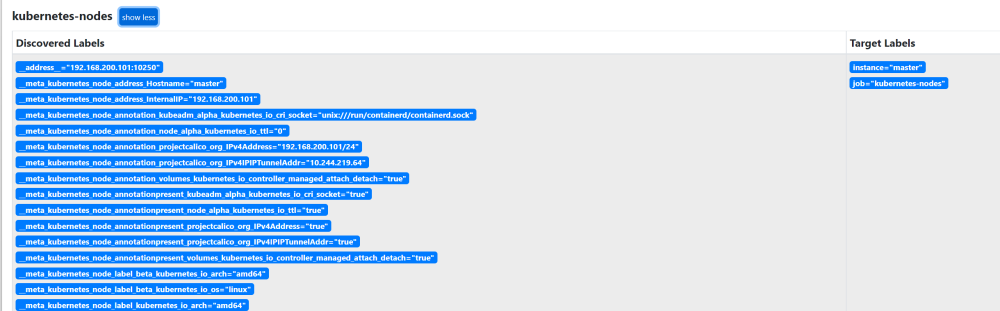 kubernetes-nodes show less
Discovered Labels Target Labels
__address__="192.168.200.101:10250" instance="master"
__meta_kubernetes_node_address_Hostname="master" job="kubernetes-nodes"
__meta_kubernetes_node_address_InternalIP="192.168.200.101"
__meta_kubernetes_node_annotation_kubeadm_alpha_kubernetes_io_cri_socket="unix:///run/containerd/containerd.sock"
__meta_kubernetes_node_annotation_node_alpha_kubernetes_io_ttl="0"
__meta_kubernetes_node_annotation_projectcalico_org_IPv4Address="192.168.200.101/24"
__meta_kubernetes_node_annotation_projectcalico_org_IPv4IPIPTunnelAddr="10.244.219.64"
__meta_kubernetes_node_annotation_volumes_kubernetes_io_controller_managed_attach_detach="true"
__meta_kubernetes_node_annotationpresent_kubeadm_alpha_kubernetes_io_cri_socket="true"
__meta_kubernetes_node_annotationpresent_node_alpha_kubernetes_io_ttl="true"
__meta_kubernetes_node_annotationpresent_projectcalico_org_IPv4Address="true"
__meta_kubernetes_node_annotationpresent_projectcalico_org_IPv4IPIPTunnelAddr="true"
__meta_kubernetes_node_annotationpresent_volumes_kubernetes_io_controller_managed_attach_detach="true"
__meta_kubernetes_node_label_beta_kubernetes_io_arch="amd64"
__meta_kubernetes_node_label_beta_kubernetes_io_os="linux"
__meta_kubernetes_node_label_kubernetes_io_arch="amd64"